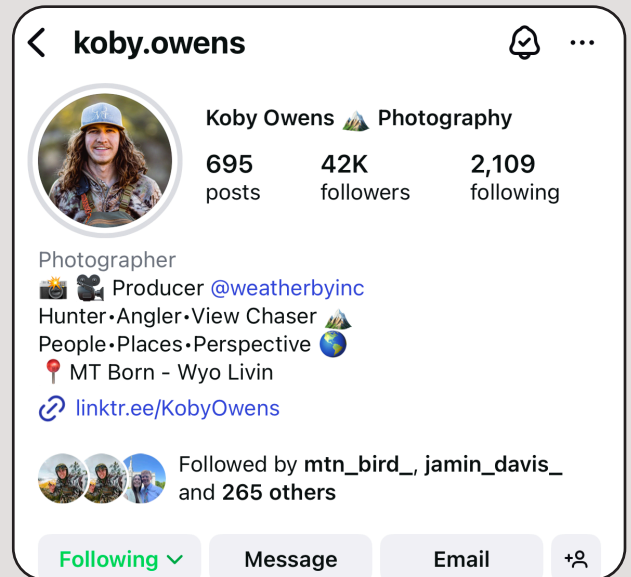 koby.owens
Koby Owens 🏔️ Photography
695 42K 2,109
posts followers following
Photographer
📸 🎥 Producer @weatherbyinc
Hunter•Angler•View Chaser 🏔️
People•Places•Perspective 🌎
📍MT Born - Wyo Livin
linktr.ee/KobyOwens
Followed by mtn_bird_, jamin_davis_
and 265 others
Following Message Email